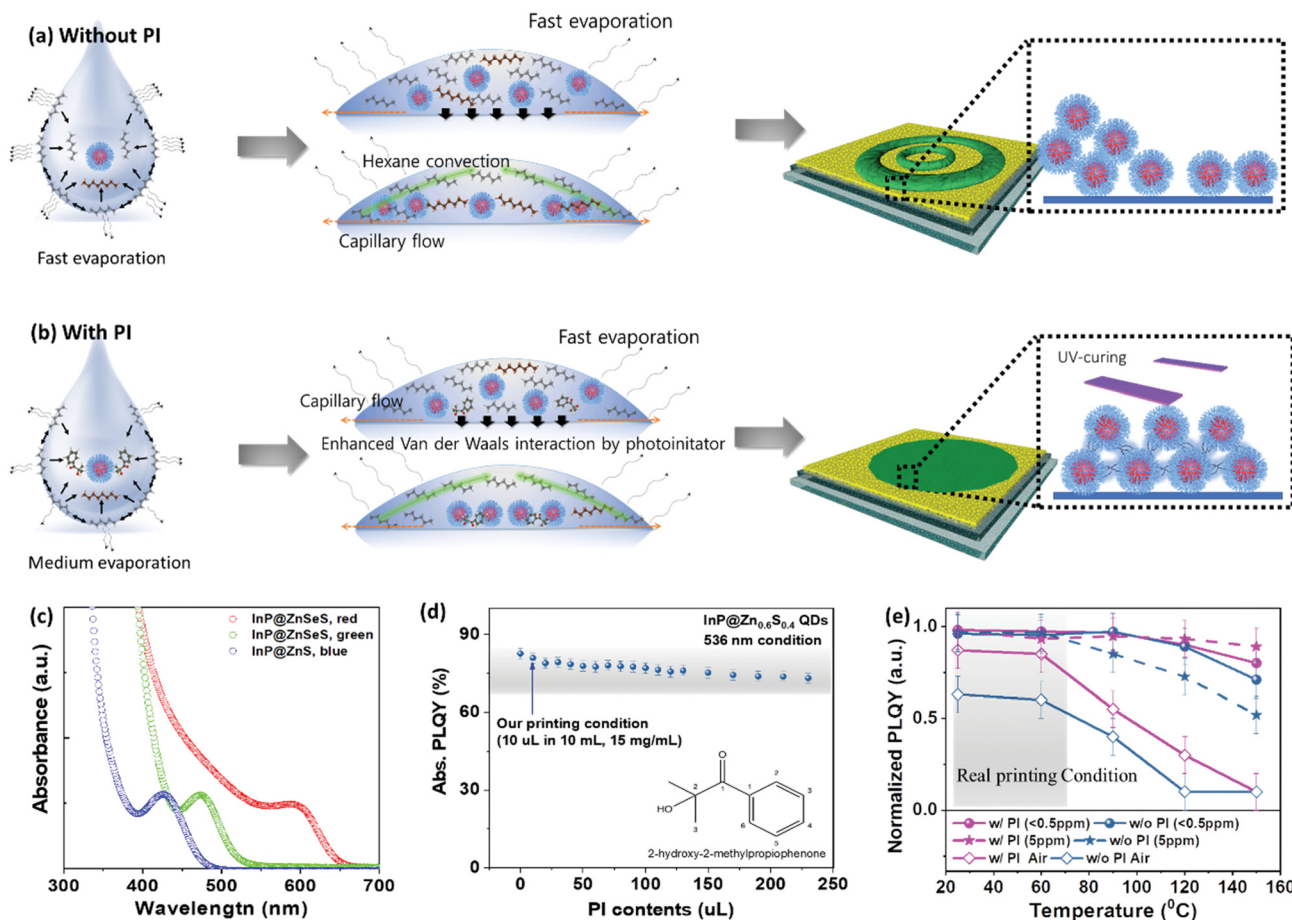 (a) Without PI
Fast evaporation
Fast evaporation
Hexane convection
Capillary flow
(b) With PI
Medium evaporation
Fast evaporation
Capillary flow
Enhanced Van der Waals interaction by photoinitator
UV-curing
(c)
InP@ZnSeS, red
InP@ZnSeS, green
InP@ZnS, blue
Absorbance (a.u.)
300 400 500 600 700
Wavelengtn (nm)
(d)
InP@Zn0.6S0.4 QDs
536 nm condition
Abs. PLQY (%)
90
60
30
0
Our printing condition
(10 uL in 10 mL, 15 mg/mL)
O
2 1 1 2 3
HO 3 6 5 4
2-hydroxy-2-methylpropiophenone
0 50 100 150 200 250
PI contents (uL)
(e)
Normalized PLQY (a.u.)
1.0
0.5
0.0
Real printing Condition
w/ PI (<0.5ppm) w/o PI (<0.5ppm)
w/ PI (5ppm) w/o PI (5ppm)
w/ PI Air w/o PI Air
20 40 60 80 100 120 140 160
Temperature (⁰C)